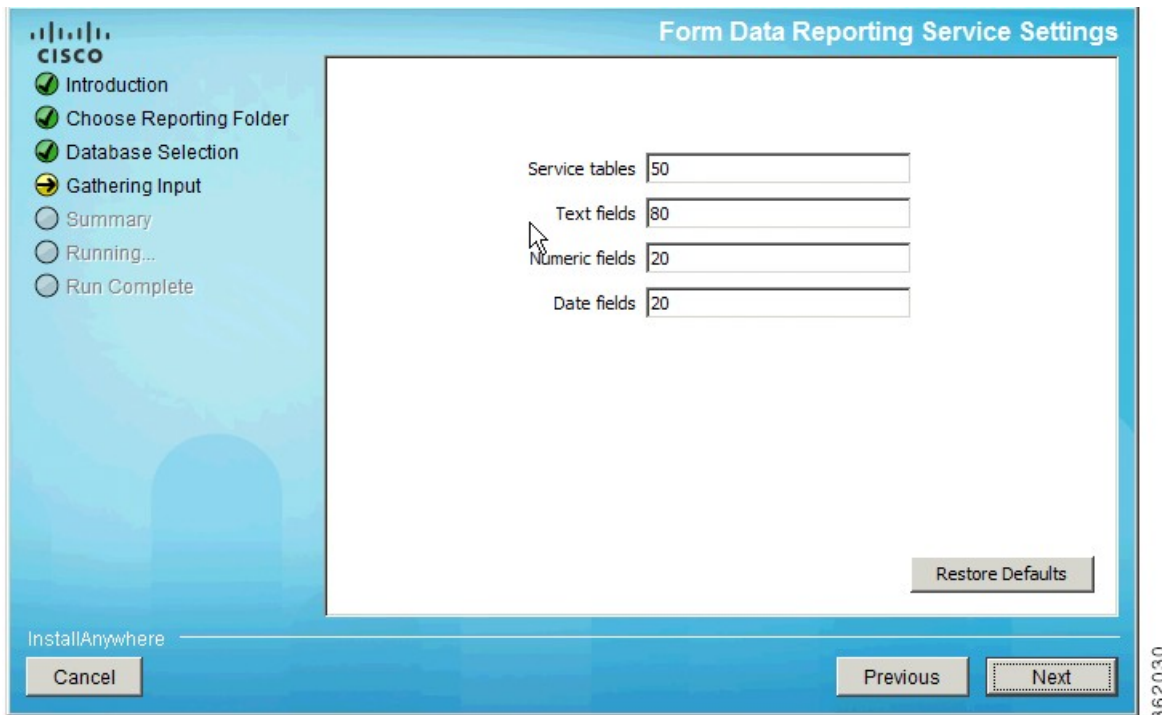 Form Data Reporting Service Settings
CISCO
Introduction
Choose Reporting Folder
Database Selection
Gathering Input
Summary
Running...
Run Complete
Service tables 50
Text fields 80
Numeric fields 20
Date fields 20
Restore Defaults
InstallAnywhere
Cancel
Previous
Next
362030